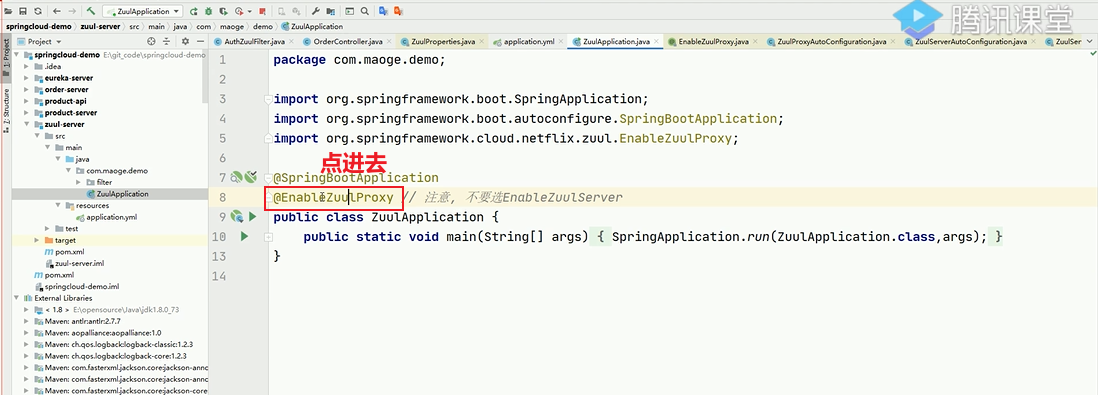 ZuulApplication
腾讯课堂
springcloud-demo zuul-server src main java com maoge demo ZuulApplication
Project
AuthZuulFilter.java OrderController.java ZuulProperties.java application.yml ZuulApplication.java EnableZuulProxy.java ZuulProxyAutoConfiguration.java ZuulServerAutoConfiguration.java ZuulSer
1: Project
Z: Structure
springcloud-demo E:\git_code\springcloud-demo
.idea
eureka-server
order-server
product-api
product-server
zuul-server
src
main
java
com.maoge.demo
filter
ZuulApplication
resources
application.yml
test
target
pom.xml
zuul-server.iml
pom.xml
springcloud-demo.iml
External Libraries
< 1.8 > E:\opensource\Java\jdk1.8.0_73
Maven: antlr:antlr:2.7.7
Maven: aopalliance:aopalliance:1.0
Maven: ch.qos.logback:logback-classic:1.2.3
Maven: ch.qos.logback:logback-core:1.2.3
Maven: com.fasterxml.jackson.core:jackson-anno
Maven: com.fasterxml.jackson.core:jackson-core
Maven: com.fasterxml.jackson.core:jackson-core
1 package com.maoge.demo;
2
3 import org.springframework.boot.SpringApplication;
4 import org.springframework.boot.autoconfigure.SpringBootApplication;
5 import org.springframework.cloud.netflix.zuul.EnableZuulProxy;
6
点进去
7 @SpringBootApplication
8 @EnableZuulProxy // 注意, 不要选EnableZuulServer
9 public class ZuulApplication {
10 public static void main(String[] args) { SpringApplication.run(ZuulApplication.class,args); }
13 }
14